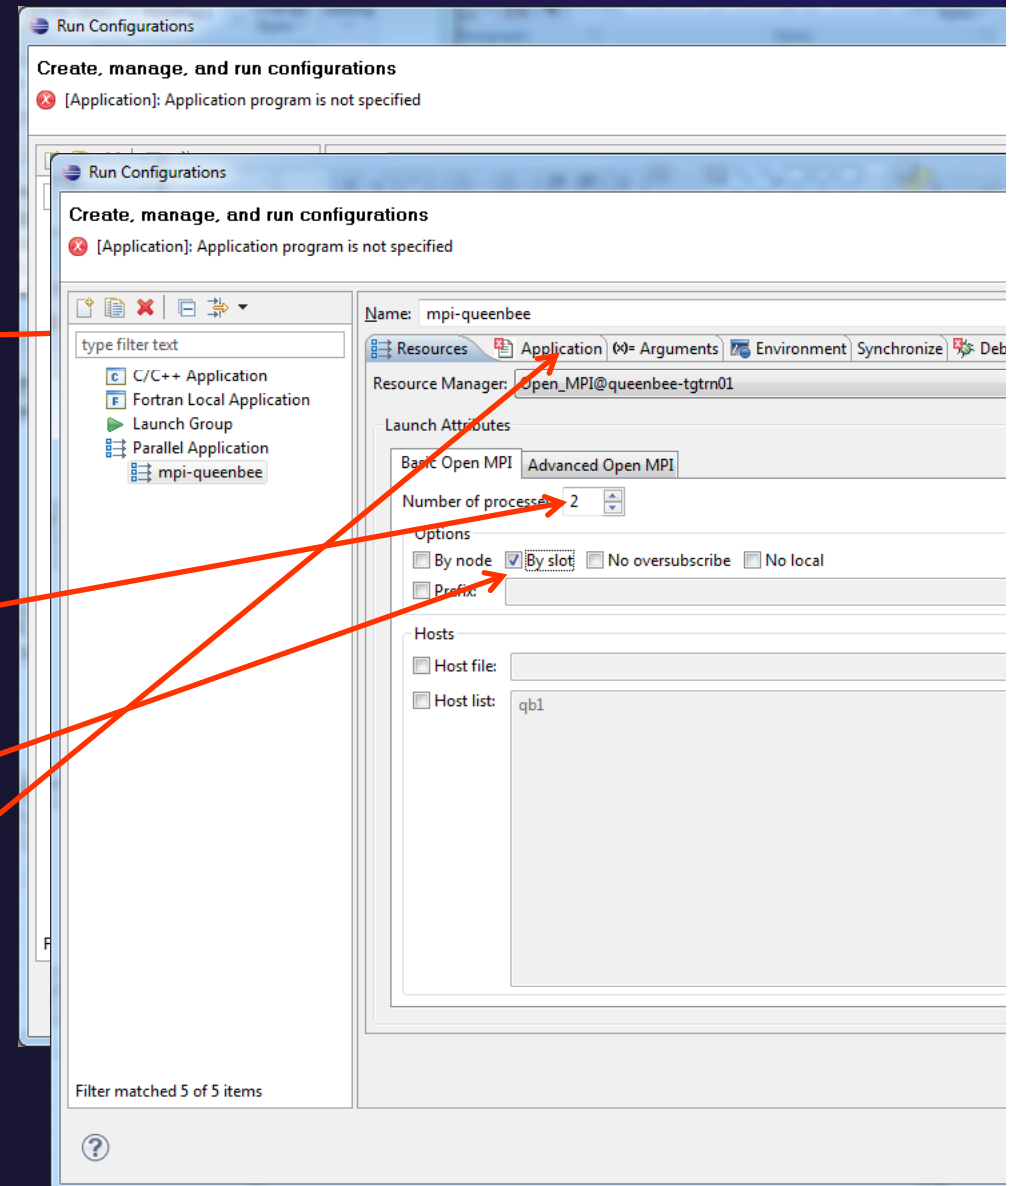 Run Configurations
Create, manage, and run configurations
[Application]: Application program is not specified
Run Configurations
Create, manage, and run configurations
[Application]: Application program is not specified
type filter text
C/C++ Application
Fortran Local Application
Launch Group
Parallel Application
mpi-queenbee
Filter matched 5 of 5 items
Name: mpi-queenbee
Resources Application (x)= Arguments Environment Synchronize Deb
Resource Manager: Open_MPI@queenbee-tgtrn01
Launch Attributes
Basic Open MPI Advanced Open MPI
Number of processes: 2
Options
By node By slot No oversubscribe No local
Prefix:
Hosts
Host file:
Host list: qb1
F